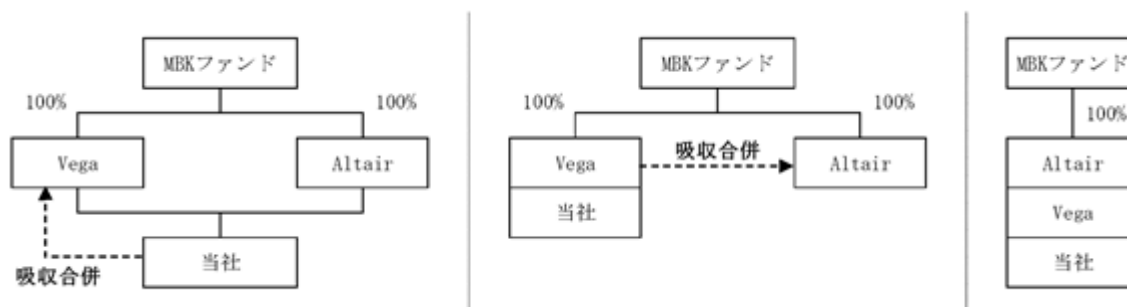 MBKファンド
100%
100%
Vega
Altair
当社
吸収合併
MBKファンド
100%
100%
Vega
吸収合併
Altair
当社
MBKファンド
100%
Altair
Vega
当社